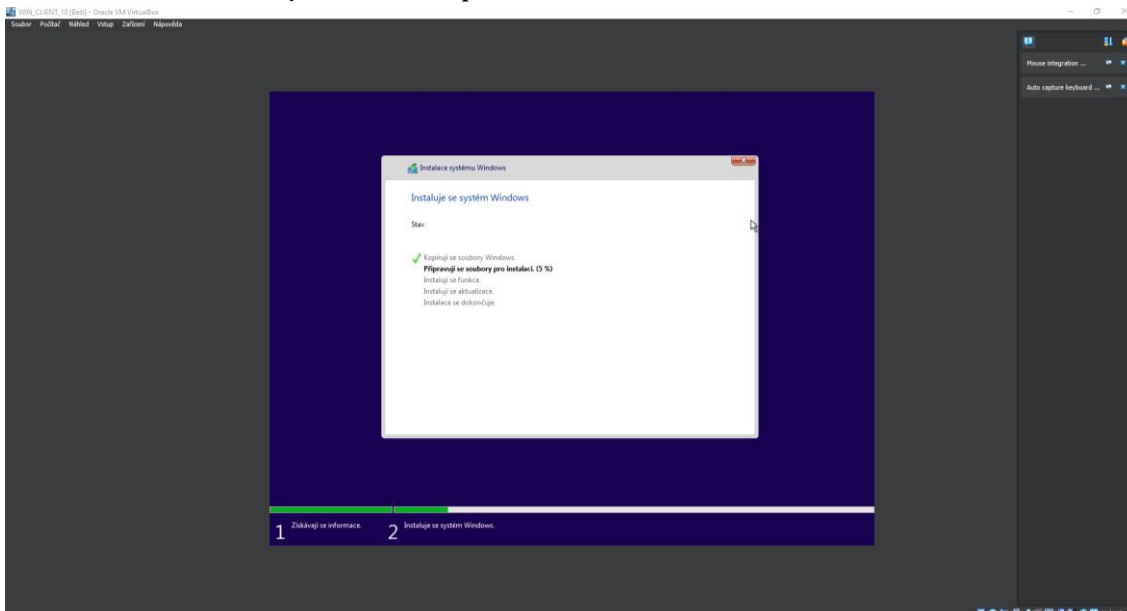 WIN_CLIENT_10 [Běží] - Oracle VM VirtualBox
Soubor Počítač Náhled Vstup Zařízení Nápověda
Mouse integration ...
Auto capture keyboard ...
Instalace systému Windows
Instaluje se systém Windows
Stav
Kopírují se soubory Windows.
Připravují se soubory pro instalaci. (5 %)
Instalují se funkce.
Instalují se aktualizace.
Instalace se dokončuje.
1 Získávají se informace.
2 Instaluje se systém Windows.